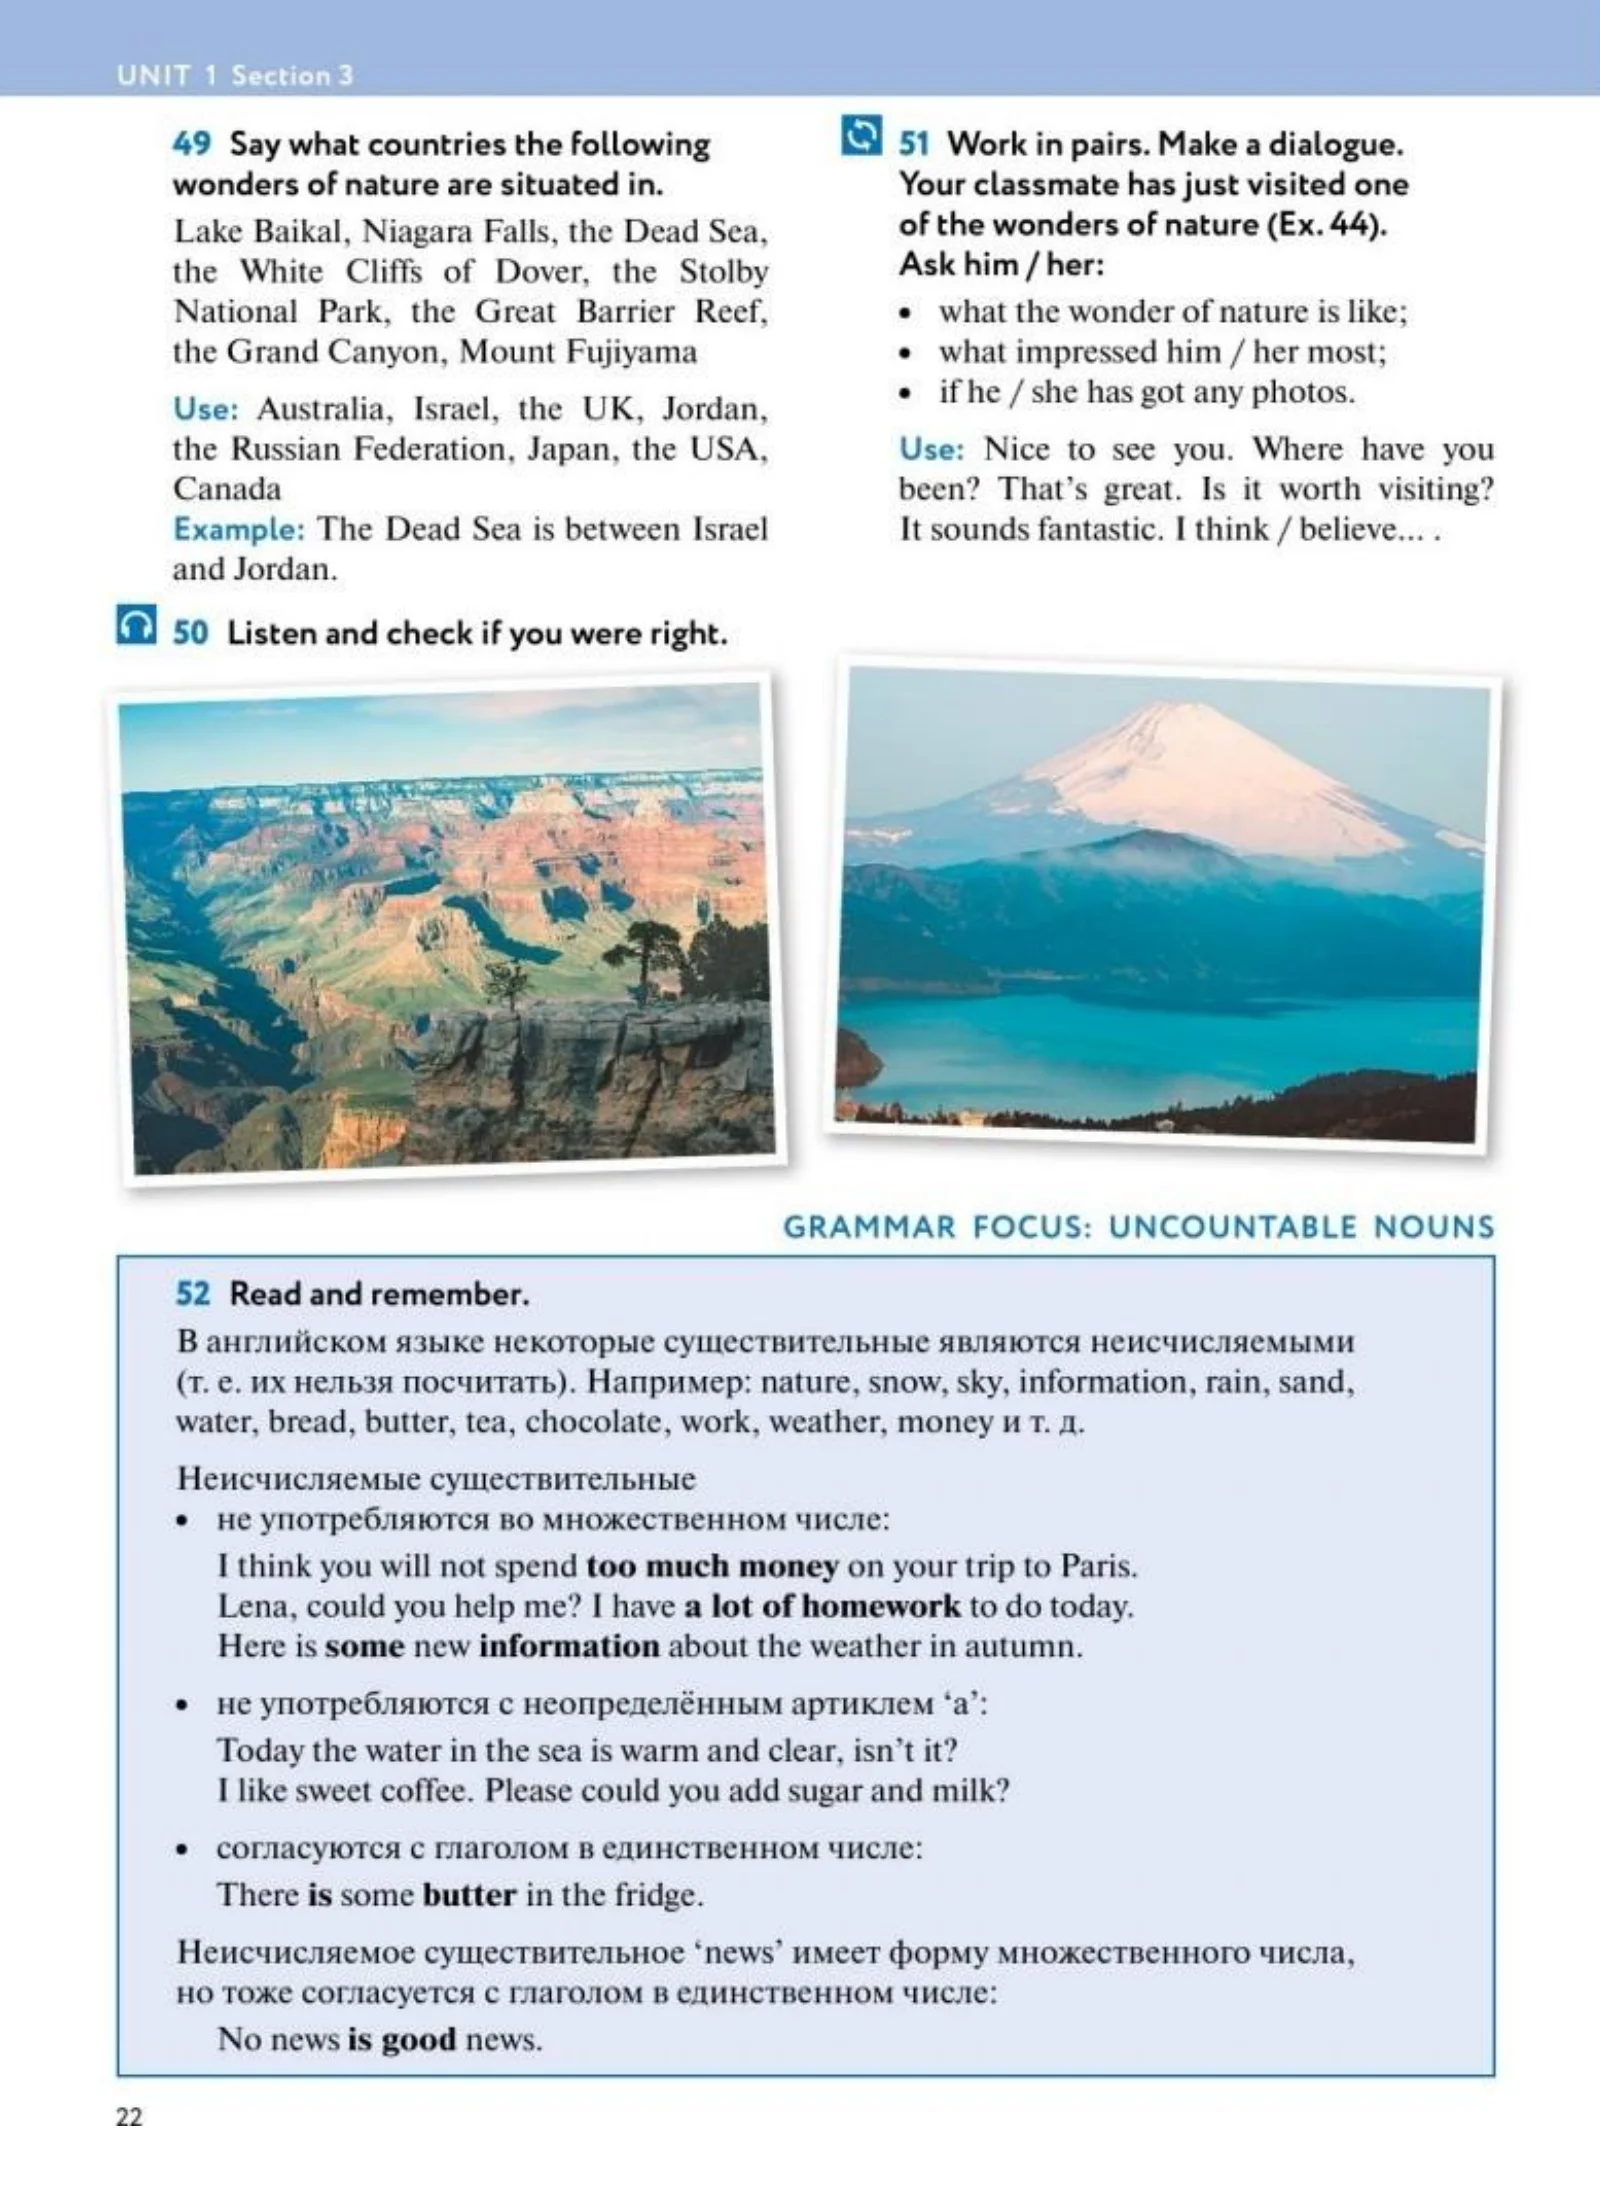 UNIT 1 Section 3
49 Say what countries the following
wonders of nature are situated in.
Lake Baikal, Niagara Falls, the Dead Sea,
the White Cliffs of Dover, the Stolby
National Park, the Great Barrier Reef,
the Grand Canyon, Mount Fujiyama
Use: Australia, Israel, the UK, Jordan,
the Russian Federation, Japan, the USA,
Canada
Example: The Dead Sea is between Israel
and Jordan.
50 Listen and check if you were right.
51 Work in pairs. Make a dialogue.
Your classmate has just visited one
of the wonders of nature (Ex. 44).
Ask him / her:
• what the wonder of nature is like;
• what impressed him / her most;
• if he / she has got any photos.
Use: Nice to see you. Where have you
been? That's great. Is it worth visiting?
It sounds fantastic. I think / believe... .
GRAMMAR FOCUS: UNCOUNTABLE NOUNS
52 Read and remember.
В английском языке некоторые существительные являются неисчисляемыми
(т. е. их нельзя посчитать). Например: nature, snow, sky, information, rain, sand,
water, bread, butter, tea, chocolate, work, weather, money и т. д.
Неисчисляемые существительные
• не употребляются во множественном числе:
I think you will not spend too much money on your trip to Paris.
Lena, could you help me? I have a lot of homework to do today.
Here is some new information about the weather in autumn.
• не употребляются с неопределённым артиклем ‘a’:
Today the water in the sea is warm and clear, isn't it?
I like sweet coffee. Please could you add sugar and milk?
• согласуются с глаголом в единственном числе:
There is some butter in the fridge.
Неисчисляемое существительное ‘news’ имеет форму множественного числа,
но тоже согласуется с глаголом в единственном числе:
No news is good news.
22